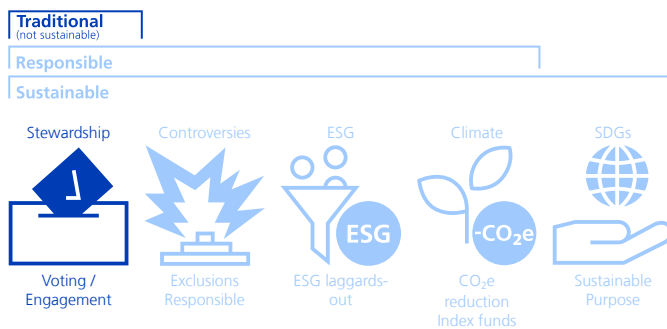 Traditional
(not sustainable)
Responsible
Sustainable
Stewardship
Controversies
ESG
Climate
SDGs
ESG
-CO₂e
Voting /
Engagement
Exclusions
Responsible
ESG laggards-
out
CO₂e
reduction
Index funds
Sustainable
Purpose